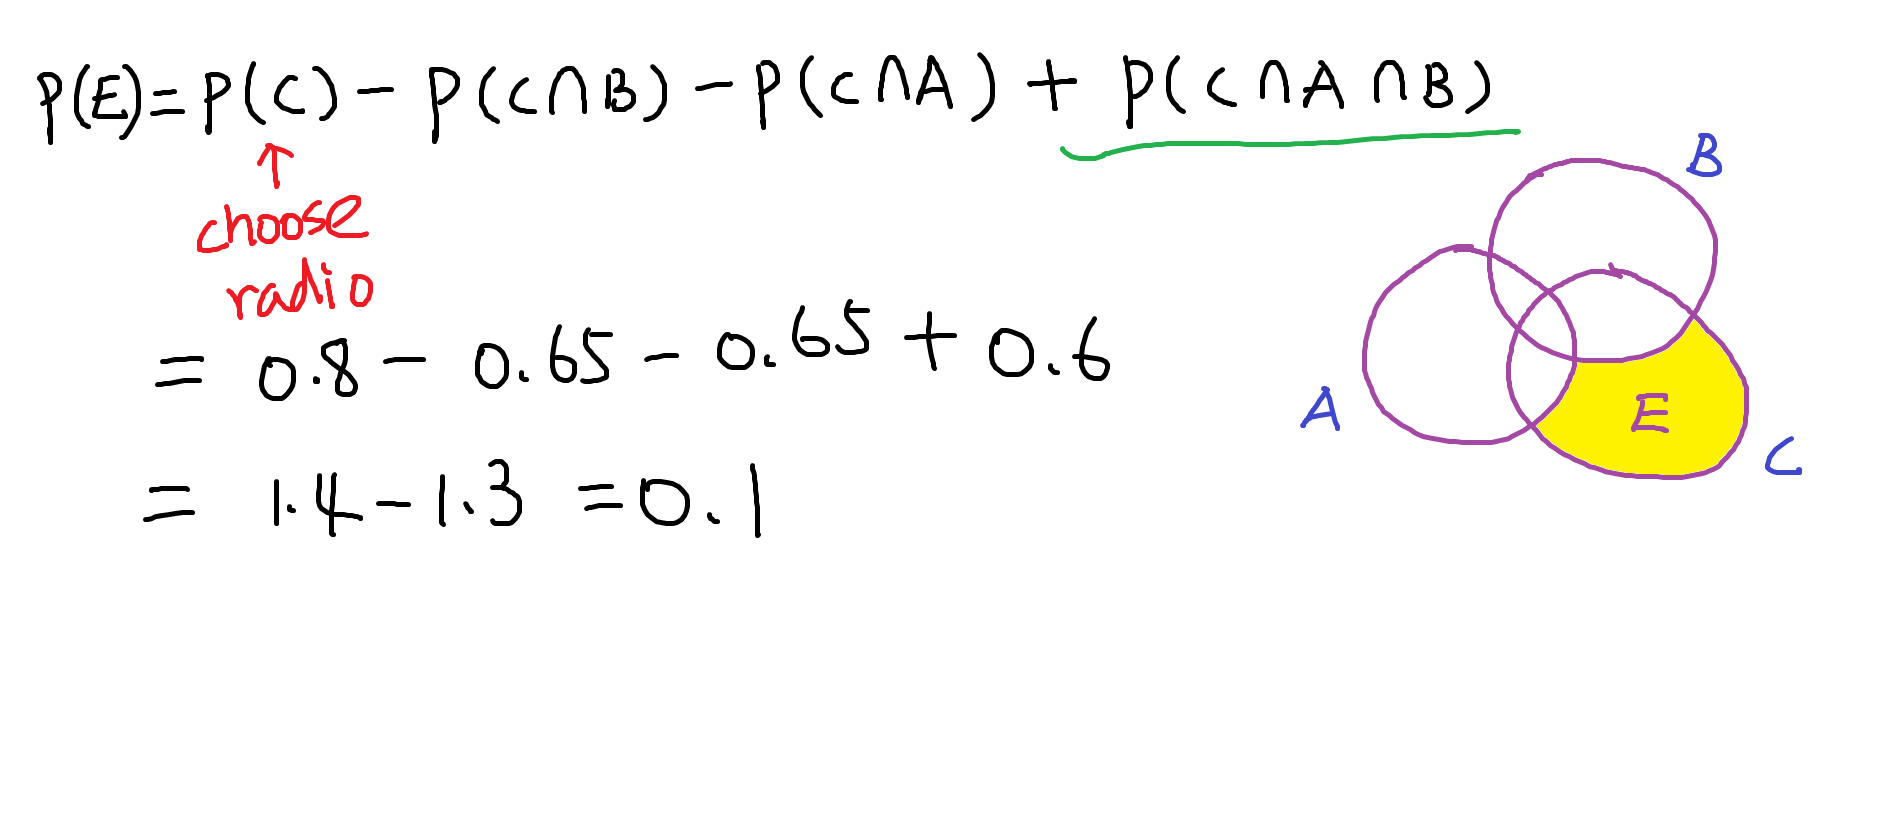 P(E)=P(C) − P(C∩B) − P(C∩A) + P(C∩A∩B)
↑
choose
radio
= 0.8 − 0.65 − 0.65 + 0.6
= 1.4 − 1.3 = 0.1
B
A
E
C